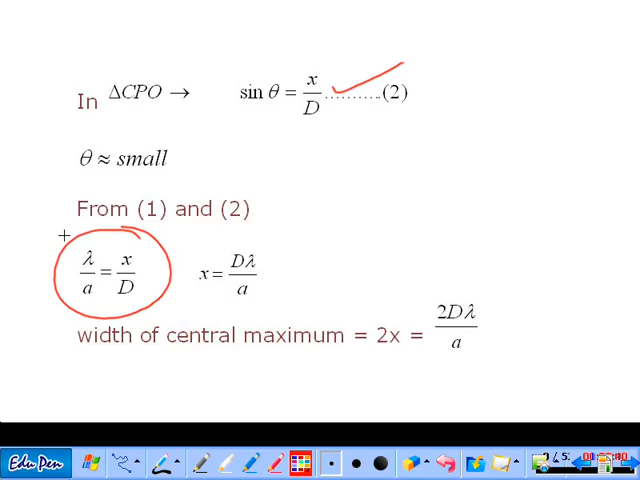 In ΔCPO → sin θ = x/D ..........(2)
θ ≈ small
From (1) and (2)
λ/a = x/D x = Dλ/a
width of central maximum = 2x = 2Dλ/a
Edu Pen